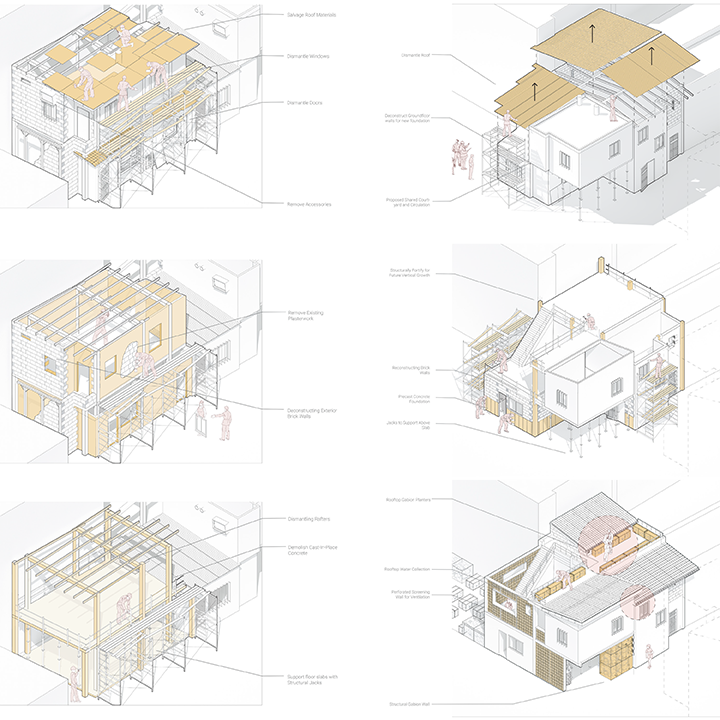 Salvage Roof Materials
Dismantle Windows
Dismantle Doors
Remove Accessories
Dismantle Roof
Deconstruct Groundfloor
walls for new foundation
Proposed Shared Court-
yard and Circulation
Remove Existing
Plasterwork
Deconstructing Exterior
Brick Walls
Structurally Fortify for
Future Vertical Growth
Reconstructing Brick
Walls
Precast Concrete
Foundation
Jacks to Support Above
Slab
Dismantling Rafters
Demolish Cast-in-Place
Concrete
Support floor slabs with
Structural Jacks
Rooftop Gabion Planters
Rooftop Water Collection
Perforated Screening
Wall for Ventilation
Structural Gabion Wall